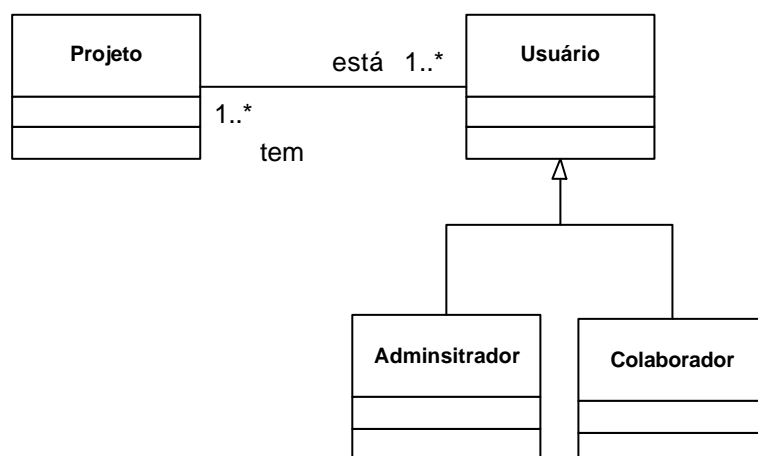 Projeto
Usuário
está 1..*
1..*
tem
Adminsitrador
Colaborador